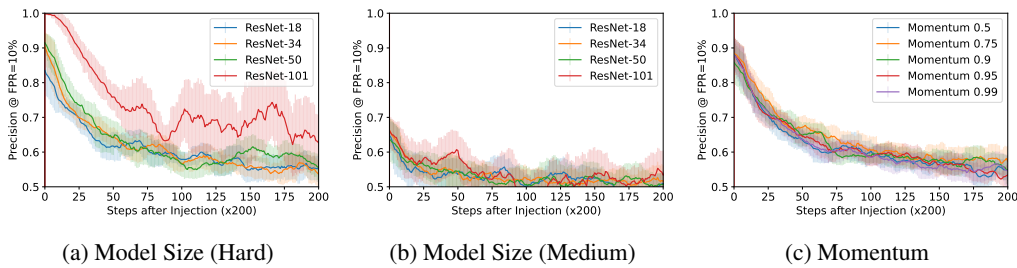 Precision @ FPR=10%
1.0
0.9
0.8
0.7
0.6
0.5
0 25 50 75 100 125 150 175 200
Steps after Injection (x200)
ResNet-18
ResNet-34
ResNet-50
ResNet-101
(a) Model Size (Hard)
Precision @ FPR=10%
1.0
0.9
0.8
0.7
0.6
0.5
0 25 50 75 100 125 150 175 200
Steps after Injection (x200)
ResNet-18
ResNet-34
ResNet-50
ResNet-101
(b) Model Size (Medium)
Precision @ FPR=10%
1.0
0.9
0.8
0.7
0.6
0.5
0 25 50 75 100 125 150 175 200
Steps after Injection (x200)
Momentum 0.5
Momentum 0.75
Momentum 0.9
Momentum 0.95
Momentum 0.99
(c) Momentum